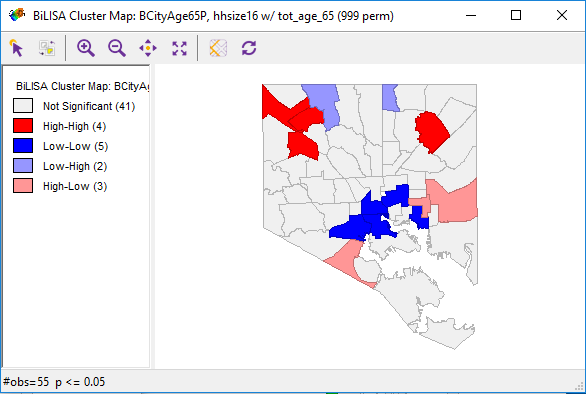 BiLISA Cluster Map: BCityAge65P, hhsize16 w/ tot_age_65 (999 perm)
BiLISA Cluster Map: BCityAg
Not Significant (41)
High-High (4)
Low-Low (5)
Low-High (2)
High-Low (3)
#obs=55 p <= 0.05